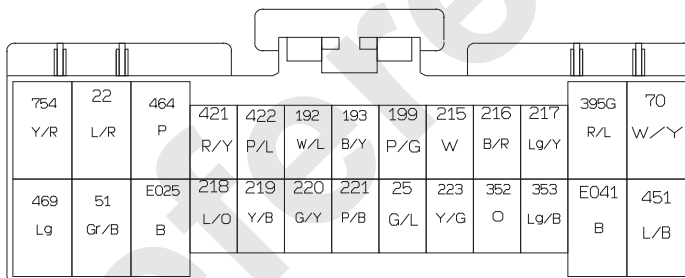 754 22 464 421 422 192 193 199 215 216 217 395G 70
Y/R L/R P R/Y P/L W/L B/Y P/G W B/R Lg/Y R/L W/Y
469 51 E025 218 219 220 221 25 223 352 353 E041 451
Lg Gr/B B L/O Y/B G/Y P/B G/L Y/G O Lg/B B L/B